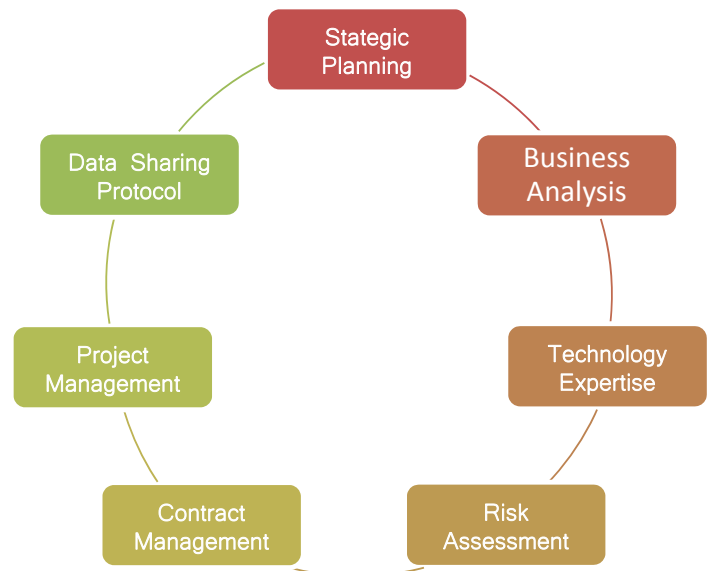 Stategic
Planning
Business
Analysis
Technology
Expertise
Risk
Assessment
Contract
Management
Project
Management
Data Sharing
Protocol